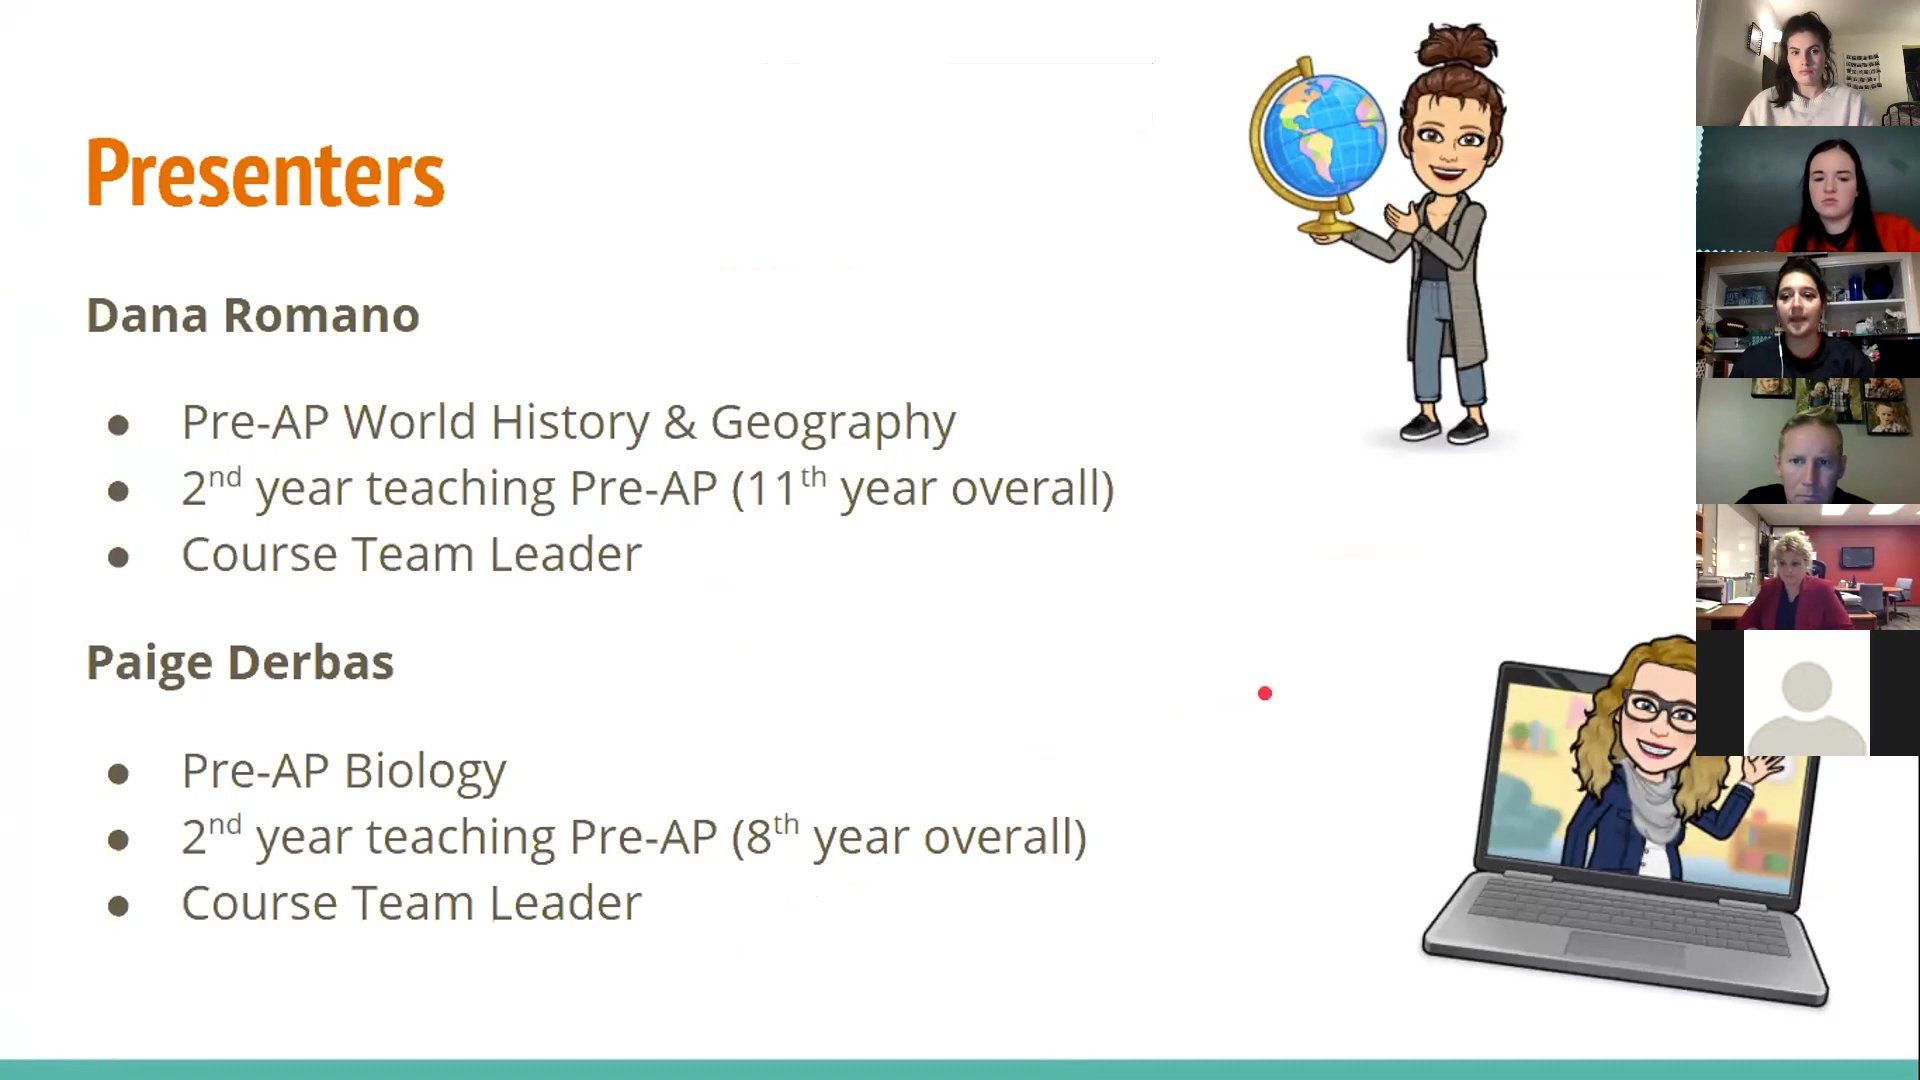 Presenters
Dana Romano
● Pre-AP World History & Geography
● 2nd year teaching Pre-AP (11th year overall)
● Course Team Leader
Paige Derbas
● Pre-AP Biology
● 2nd year teaching Pre-AP (8th year overall)
● Course Team Leader